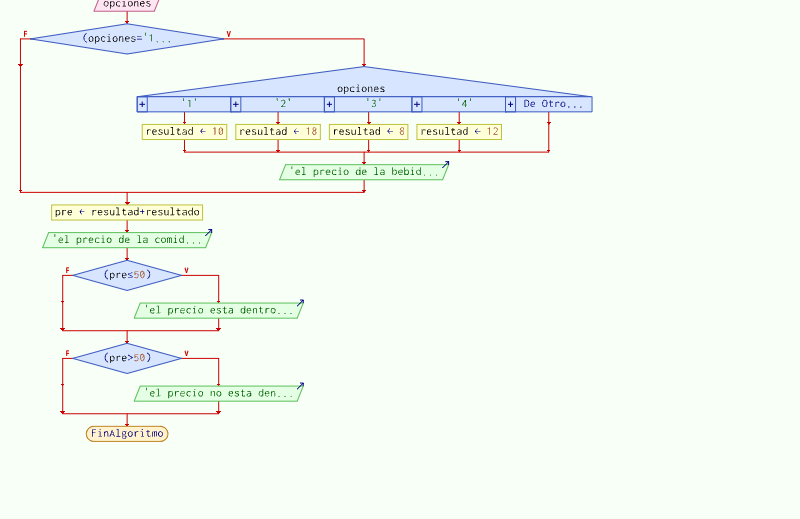 opciones
(opciones='1...
F
V
opciones
+ '1' + '2' + '3' + '4' + De Otro...
resultad ← 10
resultad ← 18
resultad ← 8
resultad ← 12
'el precio de la bebid...
pre ← resultad+resultado
'el precio de la comid...
F
(pre≤50)
V
'el precio esta dentro...
F
(pre>50)
V
'el precio no esta den...
FinAlgoritmo